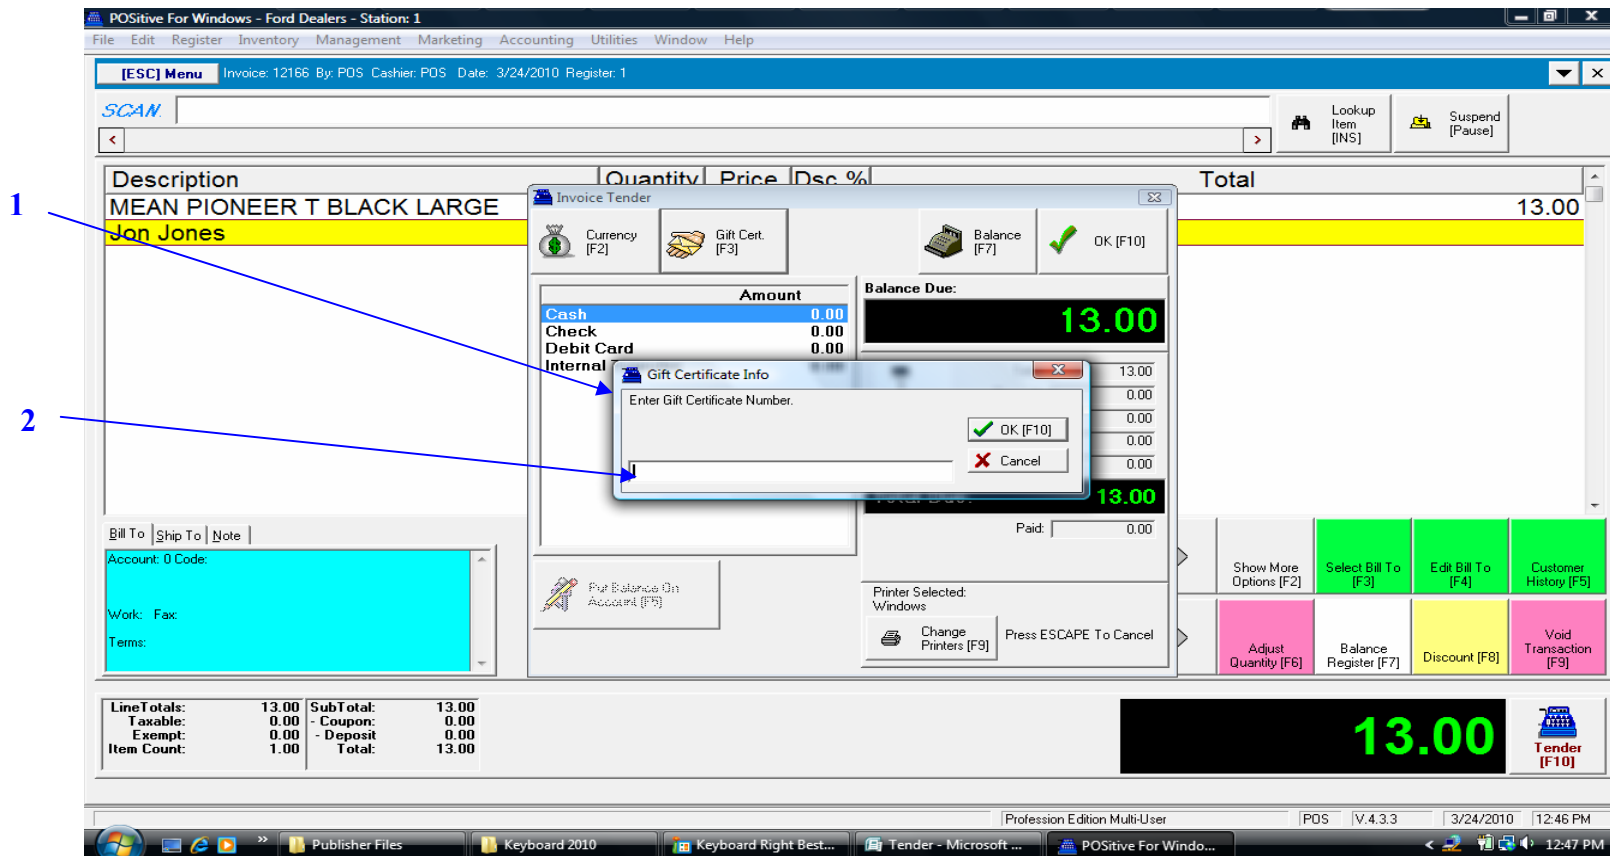 POSitive For Windows - Ford Dealers - Station: 1
File Edit Register Inventory Management Marketing Accounting Utilities Window Help
[ESC] Menu Invoice: 12166 By: POS Cashier: POS Date: 3/24/2010 Register: 1
SCAN:
Lookup Item [INS]
Suspend [Pause]
Description Quantity Price Dsc % Total
MEAN PIONEER T BLACK LARGE 13.00
Jon Jones
1
2
Invoice Tender
Currency [F2]
Gift Cert. [F3]
Balance [F7]
OK [F10]
Amount
Cash 0.00
Check 0.00
Debit Card 0.00
Internal
Balance Due:
13.00
13.00
0.00
0.00
0.00
0.00
Total Due: 13.00
Paid: 0.00
Gift Certificate Info
Enter Gift Certificate Number.
OK [F10]
Cancel
Put Balance On Account [F5]
Printer Selected:
Windows
Change Printers [F9]
Press ESCAPE To Cancel
Bill To Ship To Note
Account: 0 Code:
Work: Fax:
Terms:
Show More Options [F2]
Select Bill To [F3]
Edit Bill To [F4]
Customer History [F5]
Adjust Quantity [F6]
Balance Register [F7]
Discount [F8]
Void Transaction [F9]
LineTotals: 13.00 SubTotal: 13.00
Taxable: 0.00 - Coupon: 0.00
Exempt: 0.00 - Deposit 0.00
Item Count: 1.00 Total: 13.00
13.00
Tender [F10]
Profession Edition Multi-User POS V.4.3.3 3/24/2010 12:46 PM
» Publisher Files Keyboard 2010 Keyboard Right Best... Tender - Microsoft ... POSitive For Windo... 12:47 PM